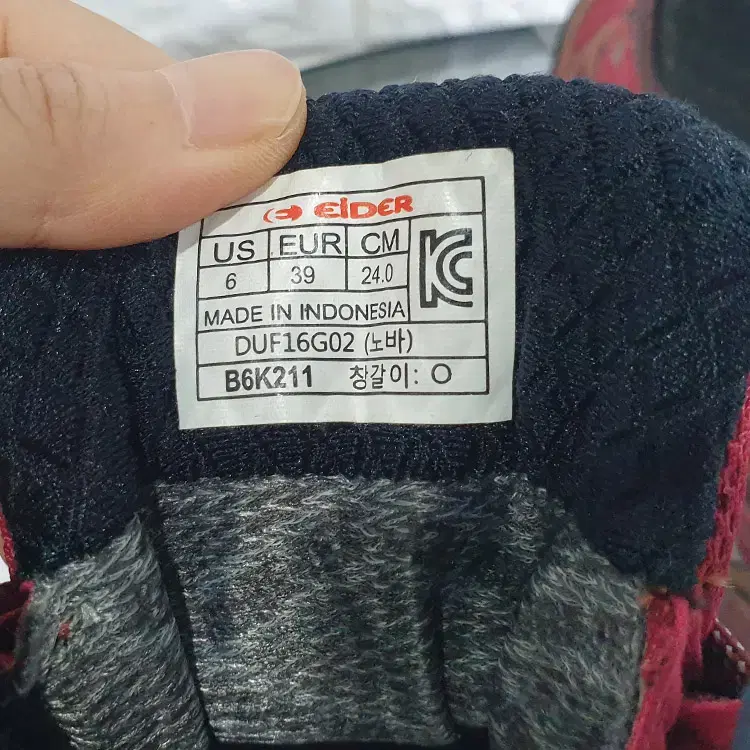 EIDER
US EUR CM
6 39 24.0
MADE IN INDONESIA
DUF16G02 (노바)
B6K211 창갈이: O